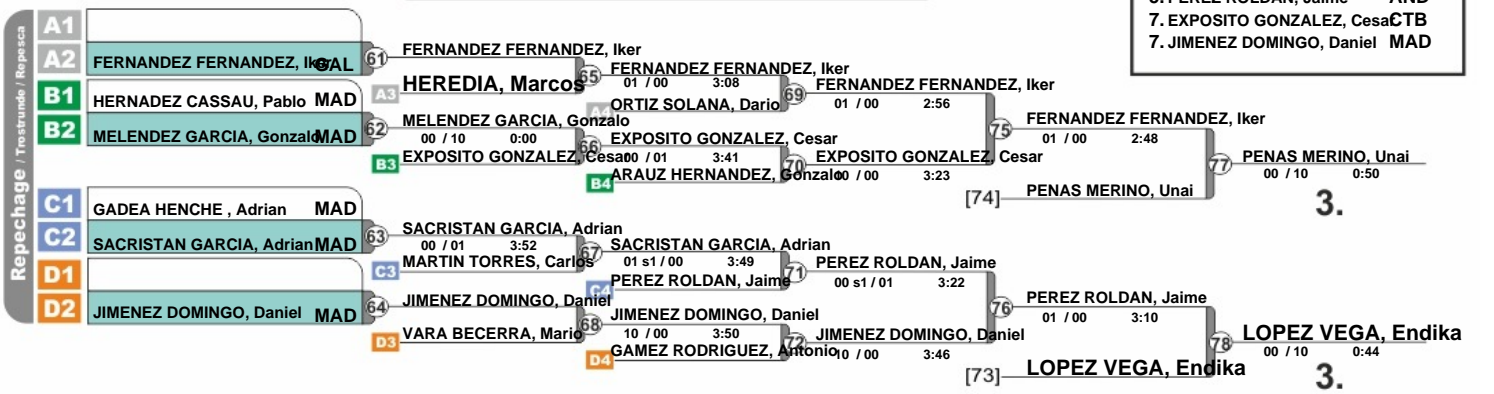 5. PEREZ ROLDAN, Jaime AND
7. EXPOSITO GONZALEZ, Cesar CTB
7. JIMENEZ DOMINGO, Daniel MAD
Repechage / Trostrunde / Repesca
A1
A2 FERNANDEZ FERNANDEZ, Iker GAL
B1 HERNADEZ CASSAU, Pablo MAD
B2 MELENDEZ GARCIA, Gonzalo MAD
C1 GADEA HENCHE , Adrian MAD
C2 SACRISTAN GARCIA, Adrian MAD
D1
D2 JIMENEZ DOMINGO, Daniel MAD
61 FERNANDEZ FERNANDEZ, Iker
A3 HEREDIA, Marcos
62 MELENDEZ GARCIA, Gonzalo
00 / 10 0:00
B3 EXPOSITO GONZALEZ, Cesar
63 SACRISTAN GARCIA, Adrian
00 / 01 3:52
C3 MARTIN TORRES, Carlos
64 JIMENEZ DOMINGO, Daniel
D3 VARA BECERRA, Mario
65 FERNANDEZ FERNANDEZ, Iker
01 / 00 3:08
A4 ORTIZ SOLANA, Dario
66 EXPOSITO GONZALEZ, Cesar
00 / 01 3:41
B4 ARAUZ HERNANDEZ, Gonzalo
67 SACRISTAN GARCIA, Adrian
01 s1 / 00 3:49
C4 PEREZ ROLDAN, Jaime
68 JIMENEZ DOMINGO, Daniel
10 / 00 3:50
D4 GAMEZ RODRIGUEZ, Antonio
69 FERNANDEZ FERNANDEZ, Iker
01 / 00 2:56
70 EXPOSITO GONZALEZ, Cesar
/ 00 3:23
71 PEREZ ROLDAN, Jaime
00 s1 / 01 3:22
72 JIMENEZ DOMINGO, Daniel
10 / 00 3:46
75 FERNANDEZ FERNANDEZ, Iker
01 / 00 2:48
[74] PENAS MERINO, Unai
76 PEREZ ROLDAN, Jaime
01 / 00 3:10
[73] LOPEZ VEGA, Endika
77 PENAS MERINO, Unai
00 / 10 0:50
3.
78 LOPEZ VEGA, Endika
00 / 10 0:44
3.